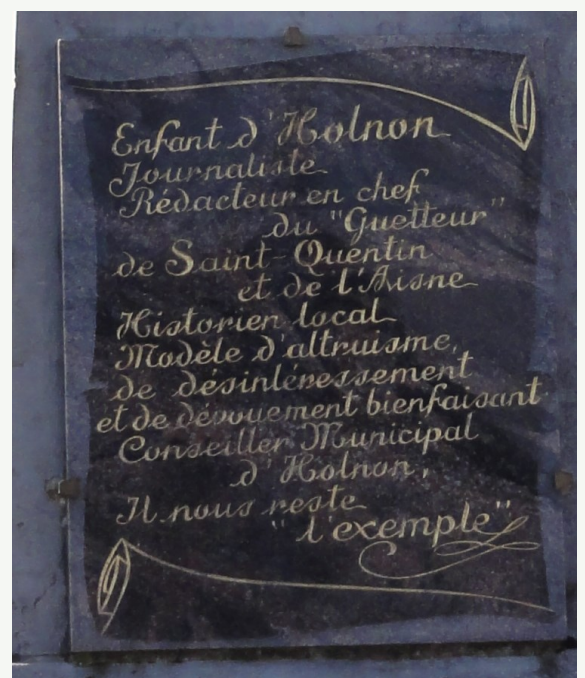 Enfant d'Holnon
Journaliste
Rédacteur en chef
du "Guetteur"
de Saint-Quentin
et de l'Aisne
Historien local
Modèle d'altruisme,
de désintéressement
et de dévouement bienfaisant
Conseiller Municipal
d'Holnon,
Il nous reste
"l'exemple"